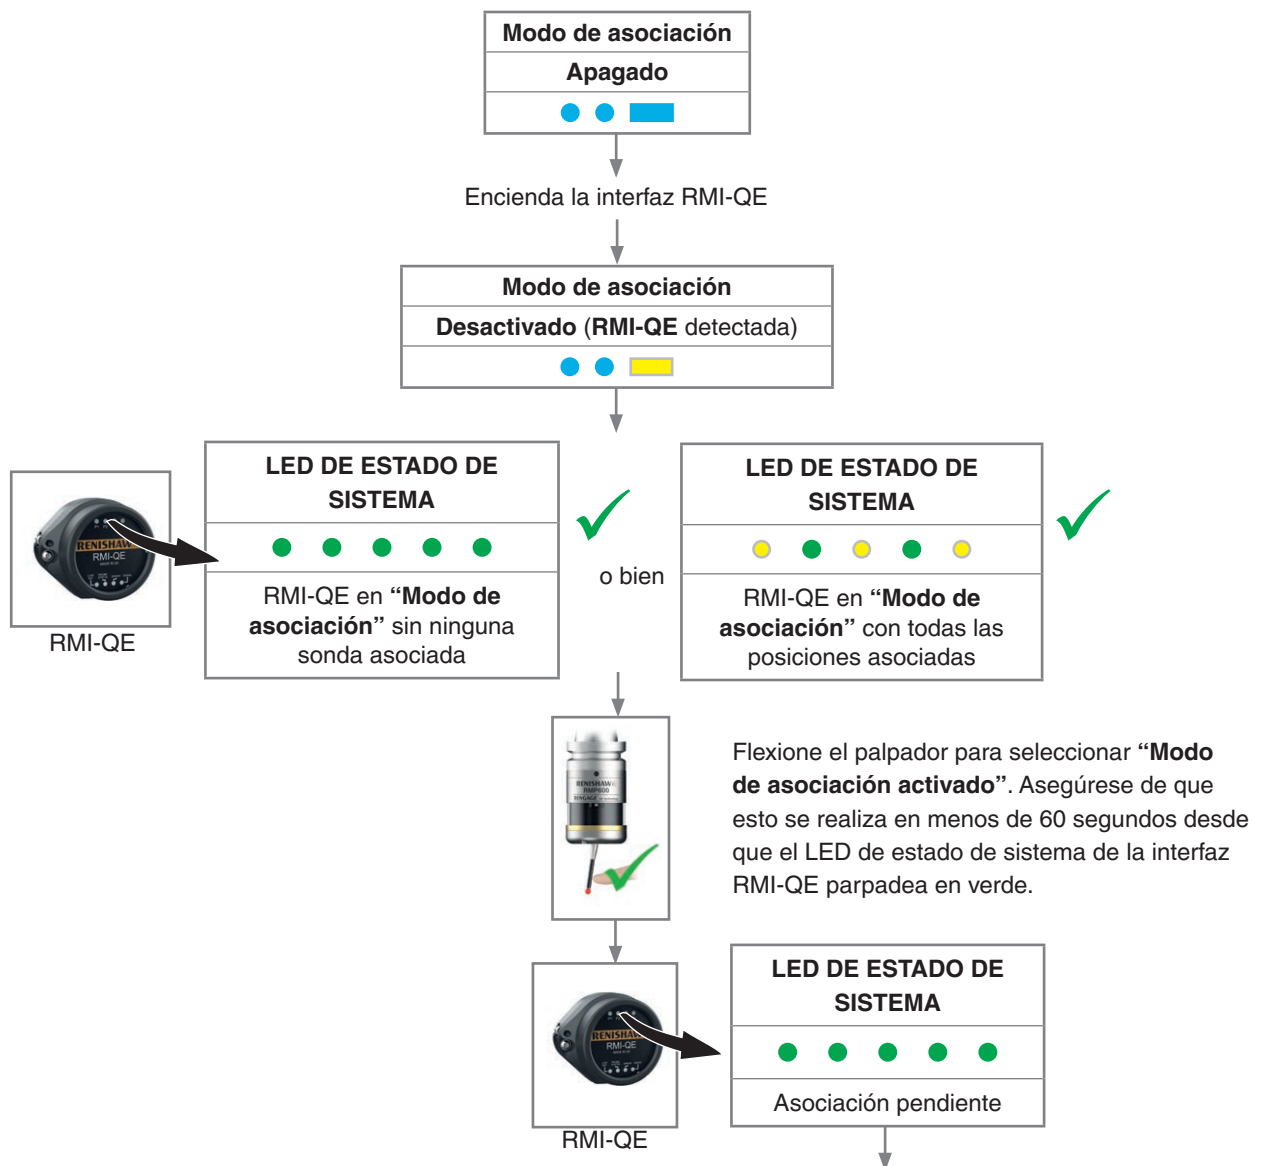 Modo de asociación
Apagado
Encienda la interfaz RMI-QE
Modo de asociación
Desactivado (RMI-QE detectada)
RENISHAW
RMI-QE
RMI-QE
LED DE ESTADO DE
SISTEMA
RMI-QE en “Modo de
asociación” sin ninguna
sonda asociada
o bien
LED DE ESTADO DE
SISTEMA
RMI-QE en “Modo de
asociación” con todas las
posiciones asociadas
RENISHAW
RMP600
RENGAGE
Flexione el palpador para seleccionar “Modo
de asociación activado”. Asegúrese de que
esto se realiza en menos de 60 segundos desde
que el LED de estado de sistema de la interfaz
RMI-QE parpadea en verde.
RENISHAW
RMI-QE
RMI-QE
LED DE ESTADO DE
SISTEMA
Asociación pendiente